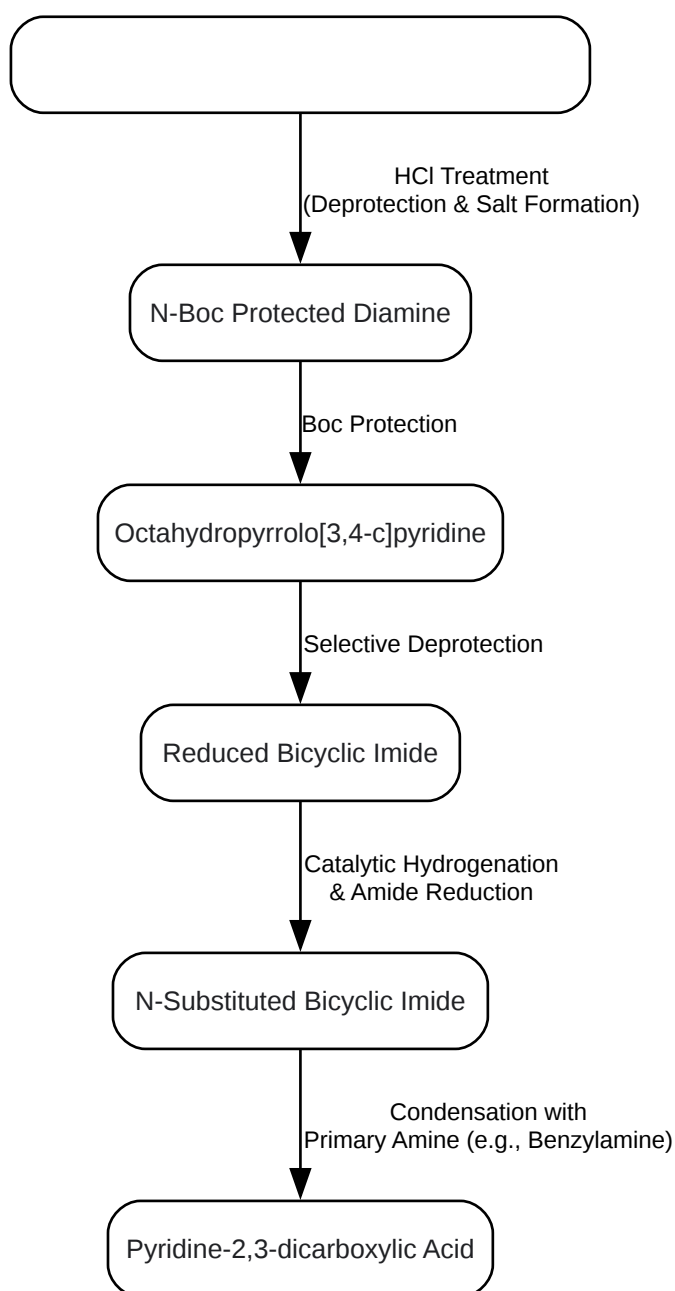 HCl Treatment
(Deprotection & Salt Formation)
N-Boc Protected Diamine
Boc Protection
Octahydropyrrolo[3,4-c]pyridine
Selective Deprotection
Reduced Bicyclic Imide
Catalytic Hydrogenation
& Amide Reduction
N-Substituted Bicyclic Imide
Condensation with
Primary Amine (e.g., Benzylamine)
Pyridine-2,3-dicarboxylic Acid